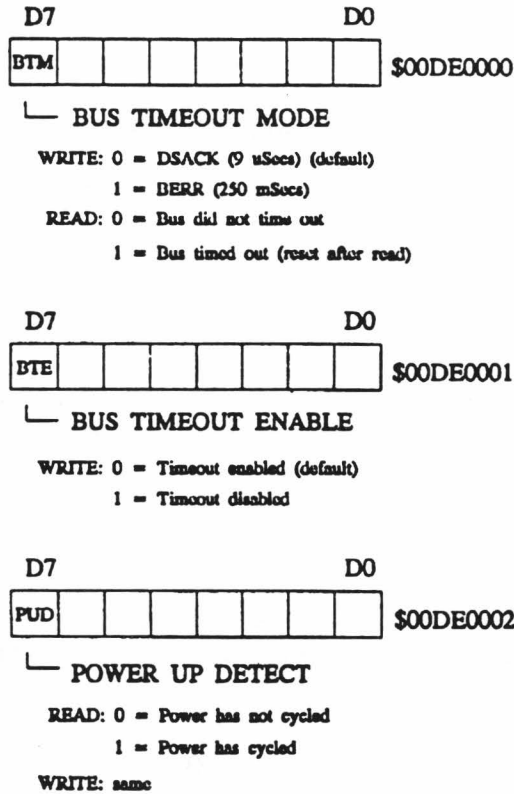 D7 D0
BTM $00DE0000
BUS TIMEOUT MODE
WRITE: 0 = DSACK (9 uSecs) (default)
1 = BERR (250 mSecs)
READ: 0 = Bus did not time out
1 = Bus timed out (reset after read)
D7 D0
BTE $00DE0001
BUS TIMEOUT ENABLE
WRITE: 0 = Timeout enabled (default)
1 = Timeout disabled
D7 D0
PUD $00DE0002
POWER UP DETECT
READ: 0 = Power has not cycled
1 = Power has cycled
WRITE: same